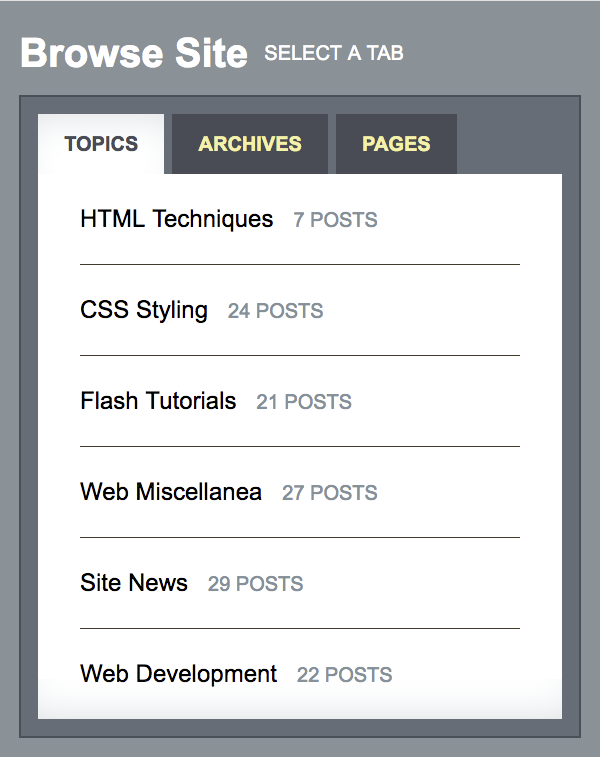 Browse Site SELECT A TAB
TOPICS ARCHIVES PAGES
HTML Techniques 7 POSTS
CSS Styling 24 POSTS
Flash Tutorials 21 POSTS
Web Miscellanea 27 POSTS
Site News 29 POSTS
Web Development 22 POSTS